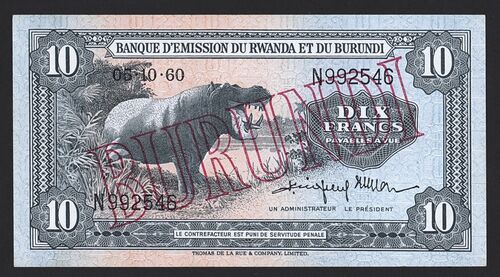 BANQUE D'EMISSION DU RWANDA ET DU BURUNDI
10
10
05-10-60
N992546
BURUNDI
DIX
FRANCS
PAYABLES A VUE
N992546
UN ADMINISTRATEUR LE PRÉSIDENT
10
10
LE CONTREFACTEUR EST PUNI DE SERVITUDE PENALE
THOMAS DE LA RUE & COMPANY, LIMITED.